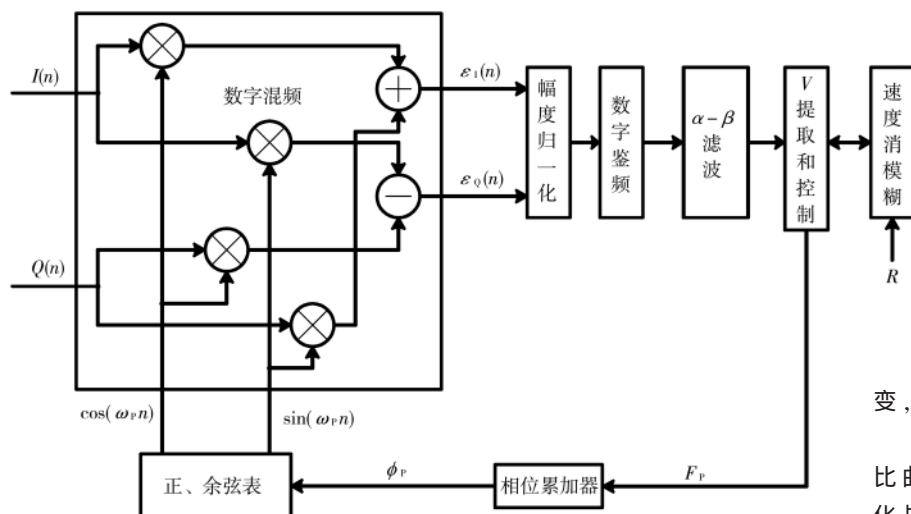 I(n)
数字混频
Q(n)
ε_I(n)
ε_Q(n)
幅度归一化
数字鉴频
α-β
滤波
V
提取和控制
速度消模糊
R
cos(ω_P n)
sin(ω_P n)
正、余弦表
ϕ_P
相位累加器
F_P
变,